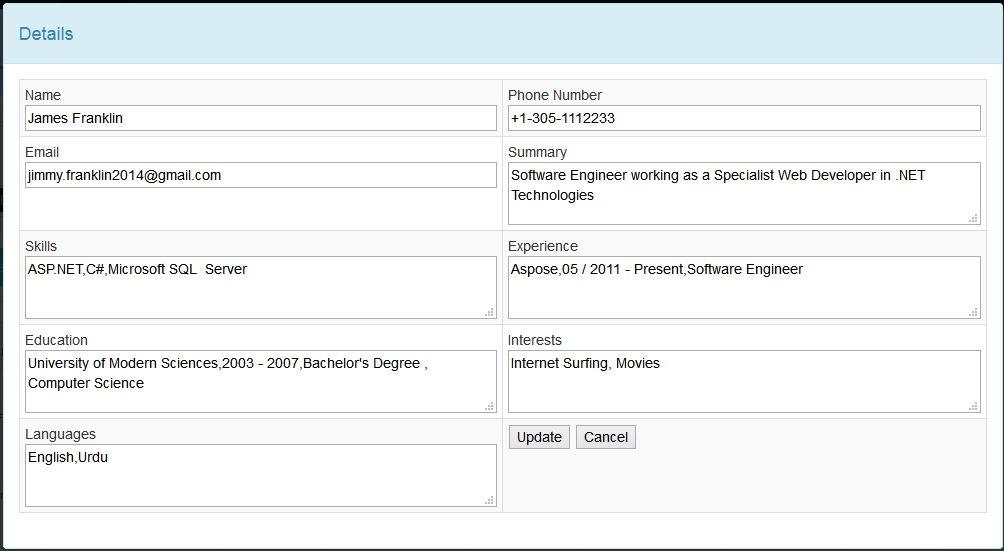 Details
Name
James Franklin
Phone Number
+1-305-1112233
Email
jimmy.franklin2014@gmail.com
Summary
Software Engineer working as a Specialist Web Developer in .NET
Technologies
Skills
ASP.NET,C#,Microsoft SQL  Server
Experience
Aspose,05 / 2011 - Present,Software Engineer
Education
University of Modern Sciences,2003 - 2007,Bachelor's Degree ,
Computer Science
Interests
Internet Surfing, Movies
Languages
English,Urdu
Update Cancel